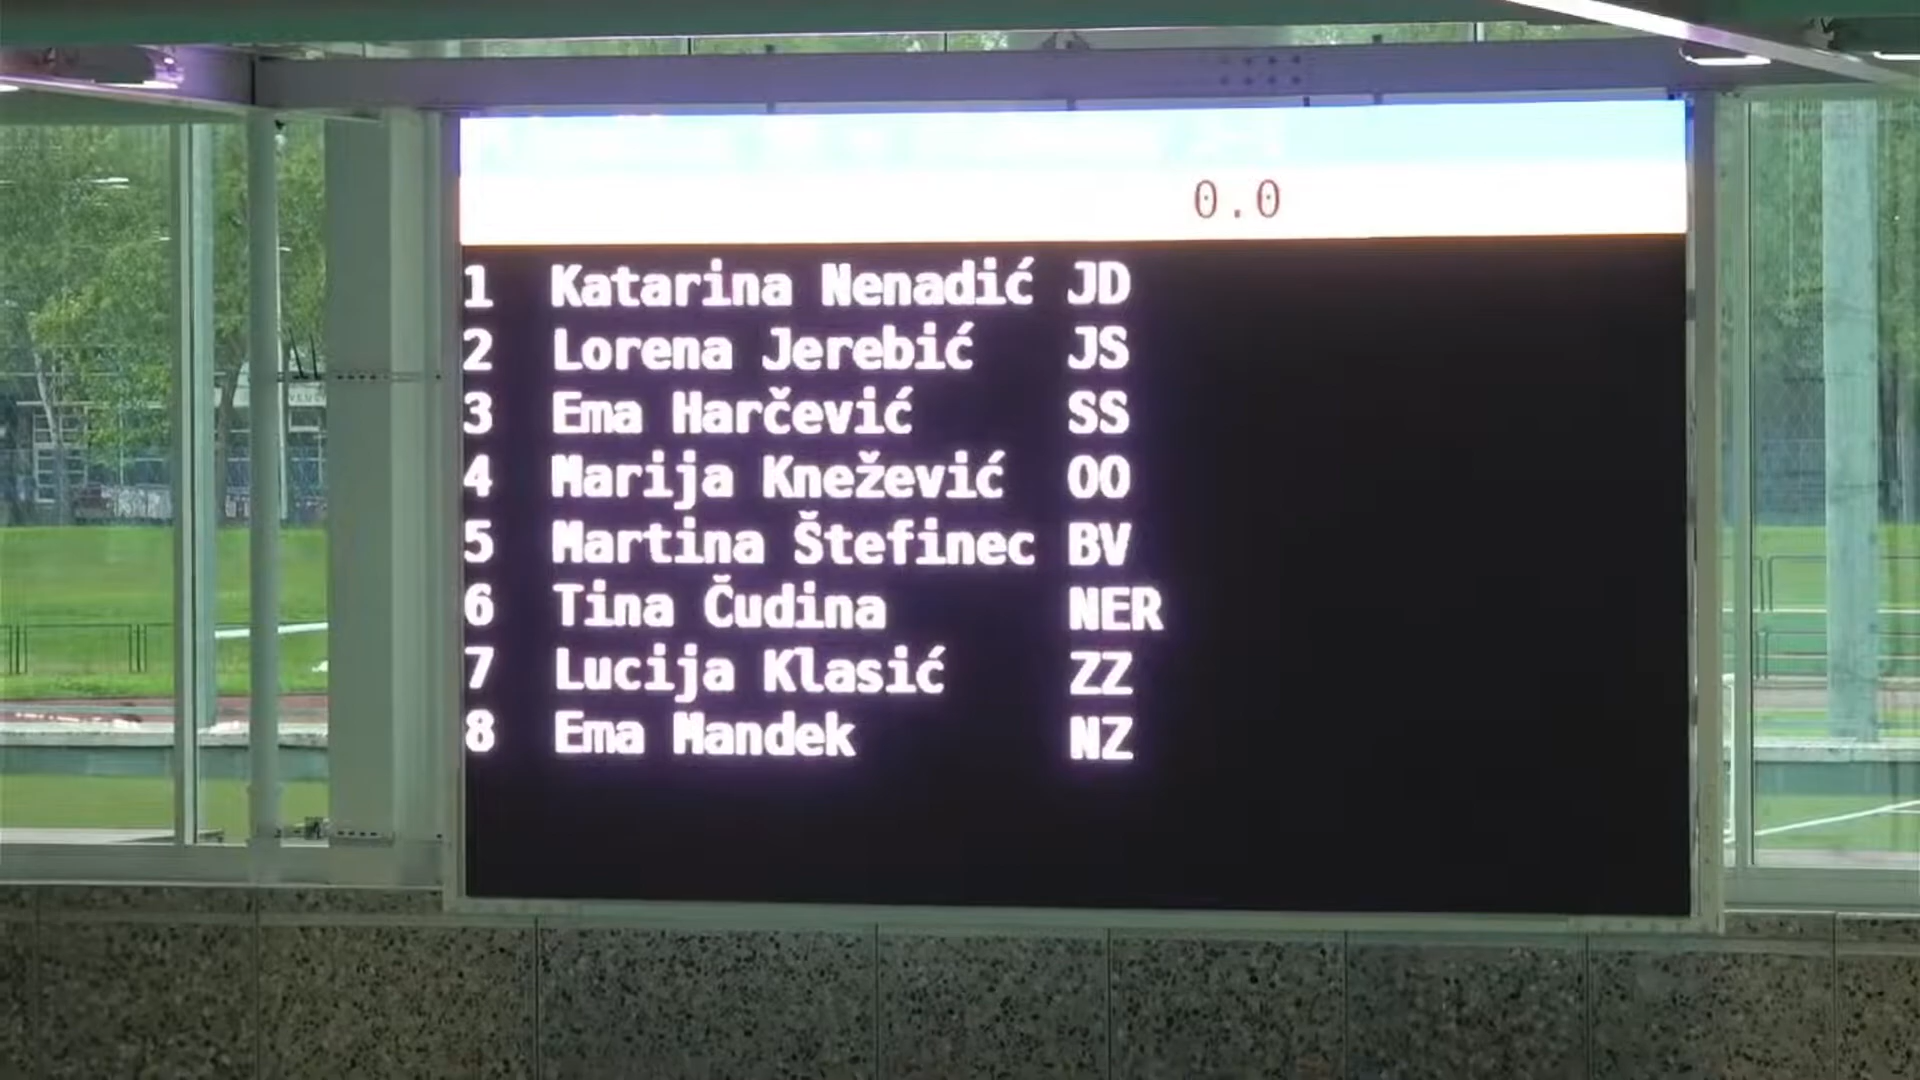 0.0
1 Katarina Nenadić JD
2 Lorena Jerebić JS
3 Ema Harčević SS
4 Marija Knežević OO
5 Martina Štefinec BV
6 Tina Čudina NER
7 Lucija Klasić ZZ
8 Ema Mandek NZ